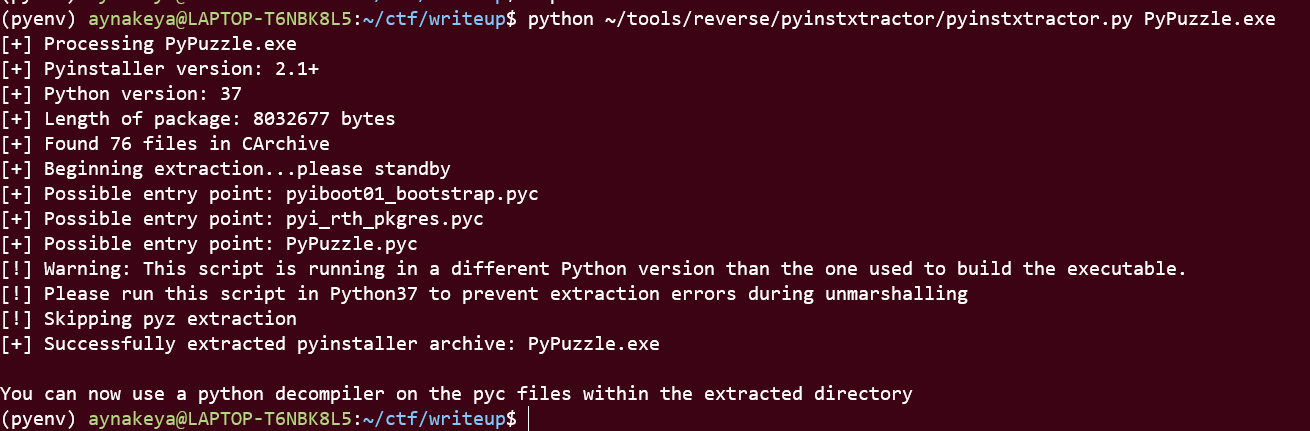 (pyenv) aynakeya@LAPTOP-T6NBK8L5:~/ctf/writeup$ python ~/tools/reverse/pyinstxtractor/pyinstxtractor.py PyPuzzle.exe
[+] Processing PyPuzzle.exe
[+] Pyinstaller version: 2.1+
[+] Python version: 37
[+] Length of package: 8032677 bytes
[+] Found 76 files in CArchive
[+] Beginning extraction...please standby
[+] Possible entry point: pyiboot01_bootstrap.pyc
[+] Possible entry point: pyi_rth_pkgres.pyc
[+] Possible entry point: PyPuzzle.pyc
[!] Warning: This script is running in a different Python version than the one used to build the executable.
[!] Please run this script in Python37 to prevent extraction errors during unmarshalling
[!] Skipping pyz extraction
[+] Successfully extracted pyinstaller archive: PyPuzzle.exe
You can now use a python decompiler on the pyc files within the extracted directory
(pyenv) aynakeya@LAPTOP-T6NBK8L5:~/ctf/writeup$